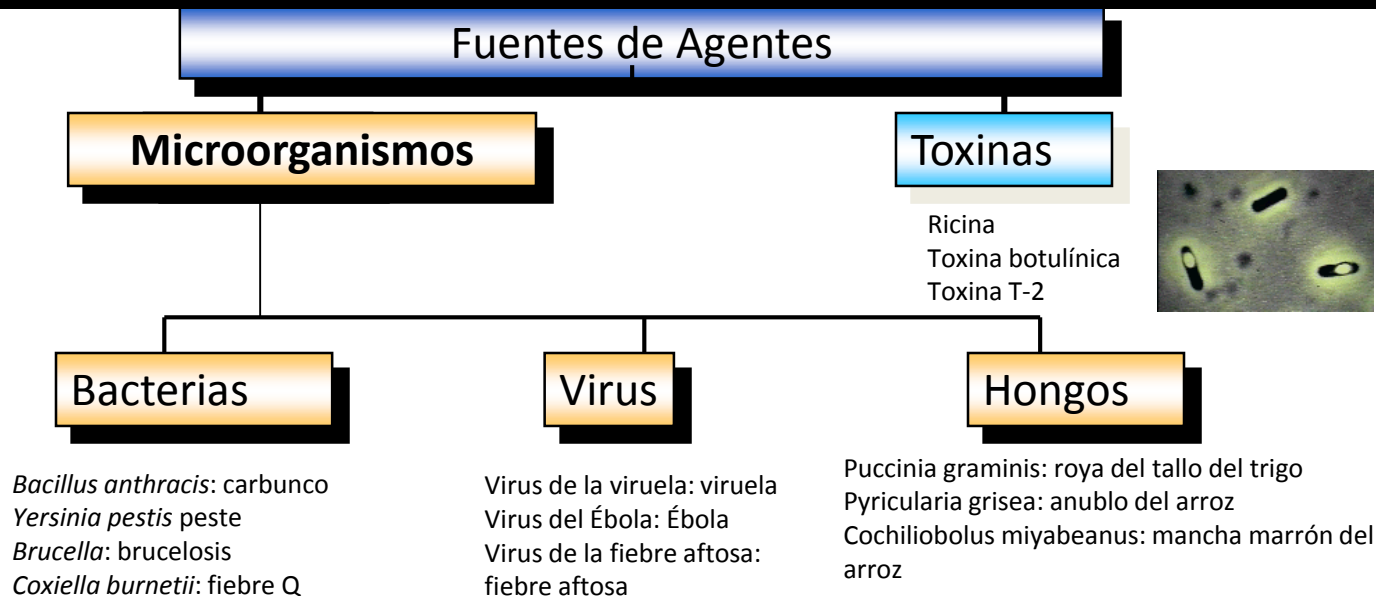 Fuentes de Agentes
Microorganismos
Toxinas
Ricina
Toxina botulínica
Toxina T-2
Bacterias
Virus
Hongos
Bacillus anthracis: carbunco
Yersinia pestis peste
Brucella: brucelosis
Coxiella burnetii: fiebre Q
Virus de la viruela: viruela
Virus del Ébola: Ébola
Virus de la fiebre aftosa:
fiebre aftosa
Puccinia graminis: roya del tallo del trigo
Pyricularia grisea: anublo del arroz
Cochiliobolus miyabeanus: mancha marrón del
arroz